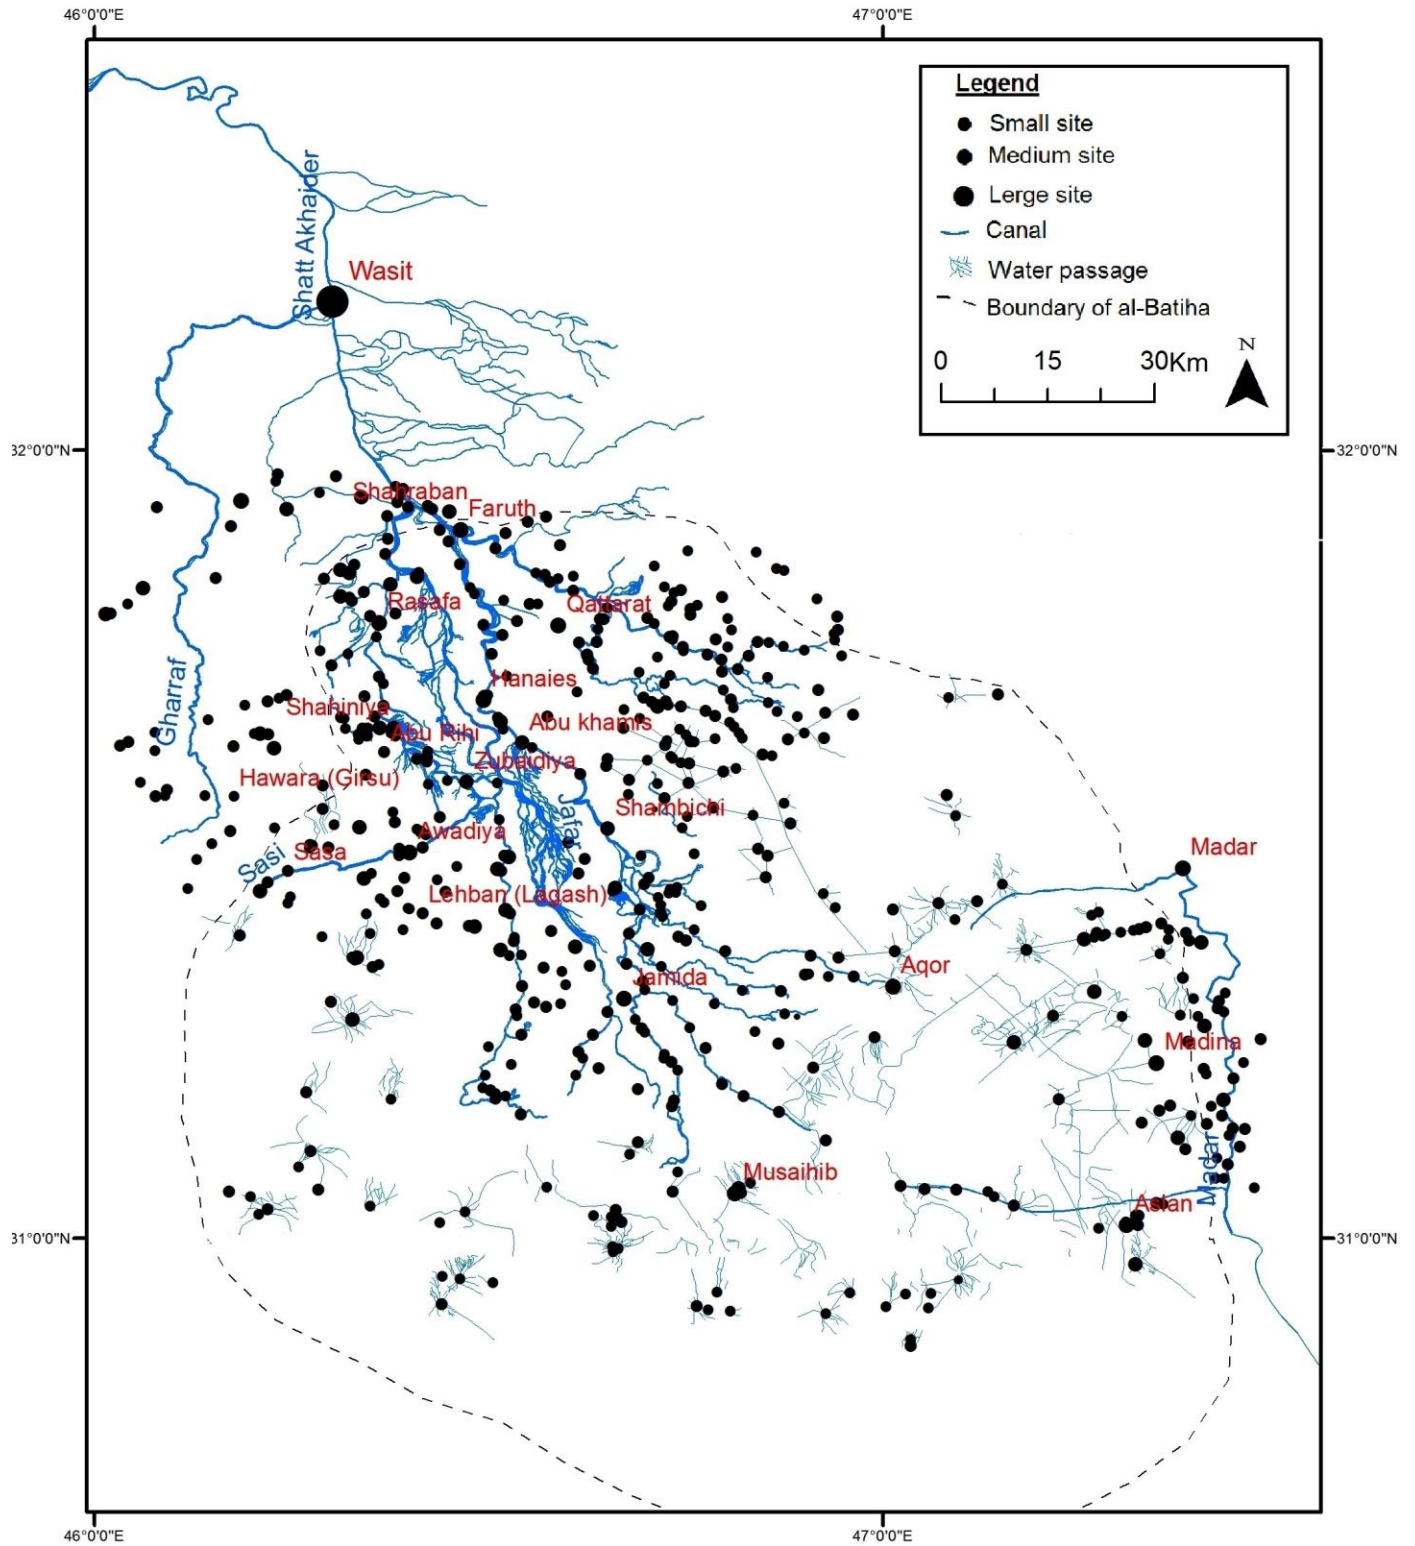 46°0'0"E 47°0'0"E
Legend
Small site
Medium site
Lerge site
Canal
Water passage
Boundary of al-Batiha
0 15 30Km
N
Shatt Akhaider
Wasit
32°0'0"N 32°0'0"N
Shahraban
Faruth
Rasafa
Qattarat
Gharraf
Hanaies
Shahiniya
Abu khamis
Abu Rihi
Zubaidiya
Hawara (Girsu)
Jafar
Shambichi
Awadiya
Madar
Sasi
Sasa
Lehban (Lagash)
Aqor
Jamida
Madina
Madar
Musaihib
Aslan
31°0'0"N 31°0'0"N
46°0'0"E 47°0'0"E